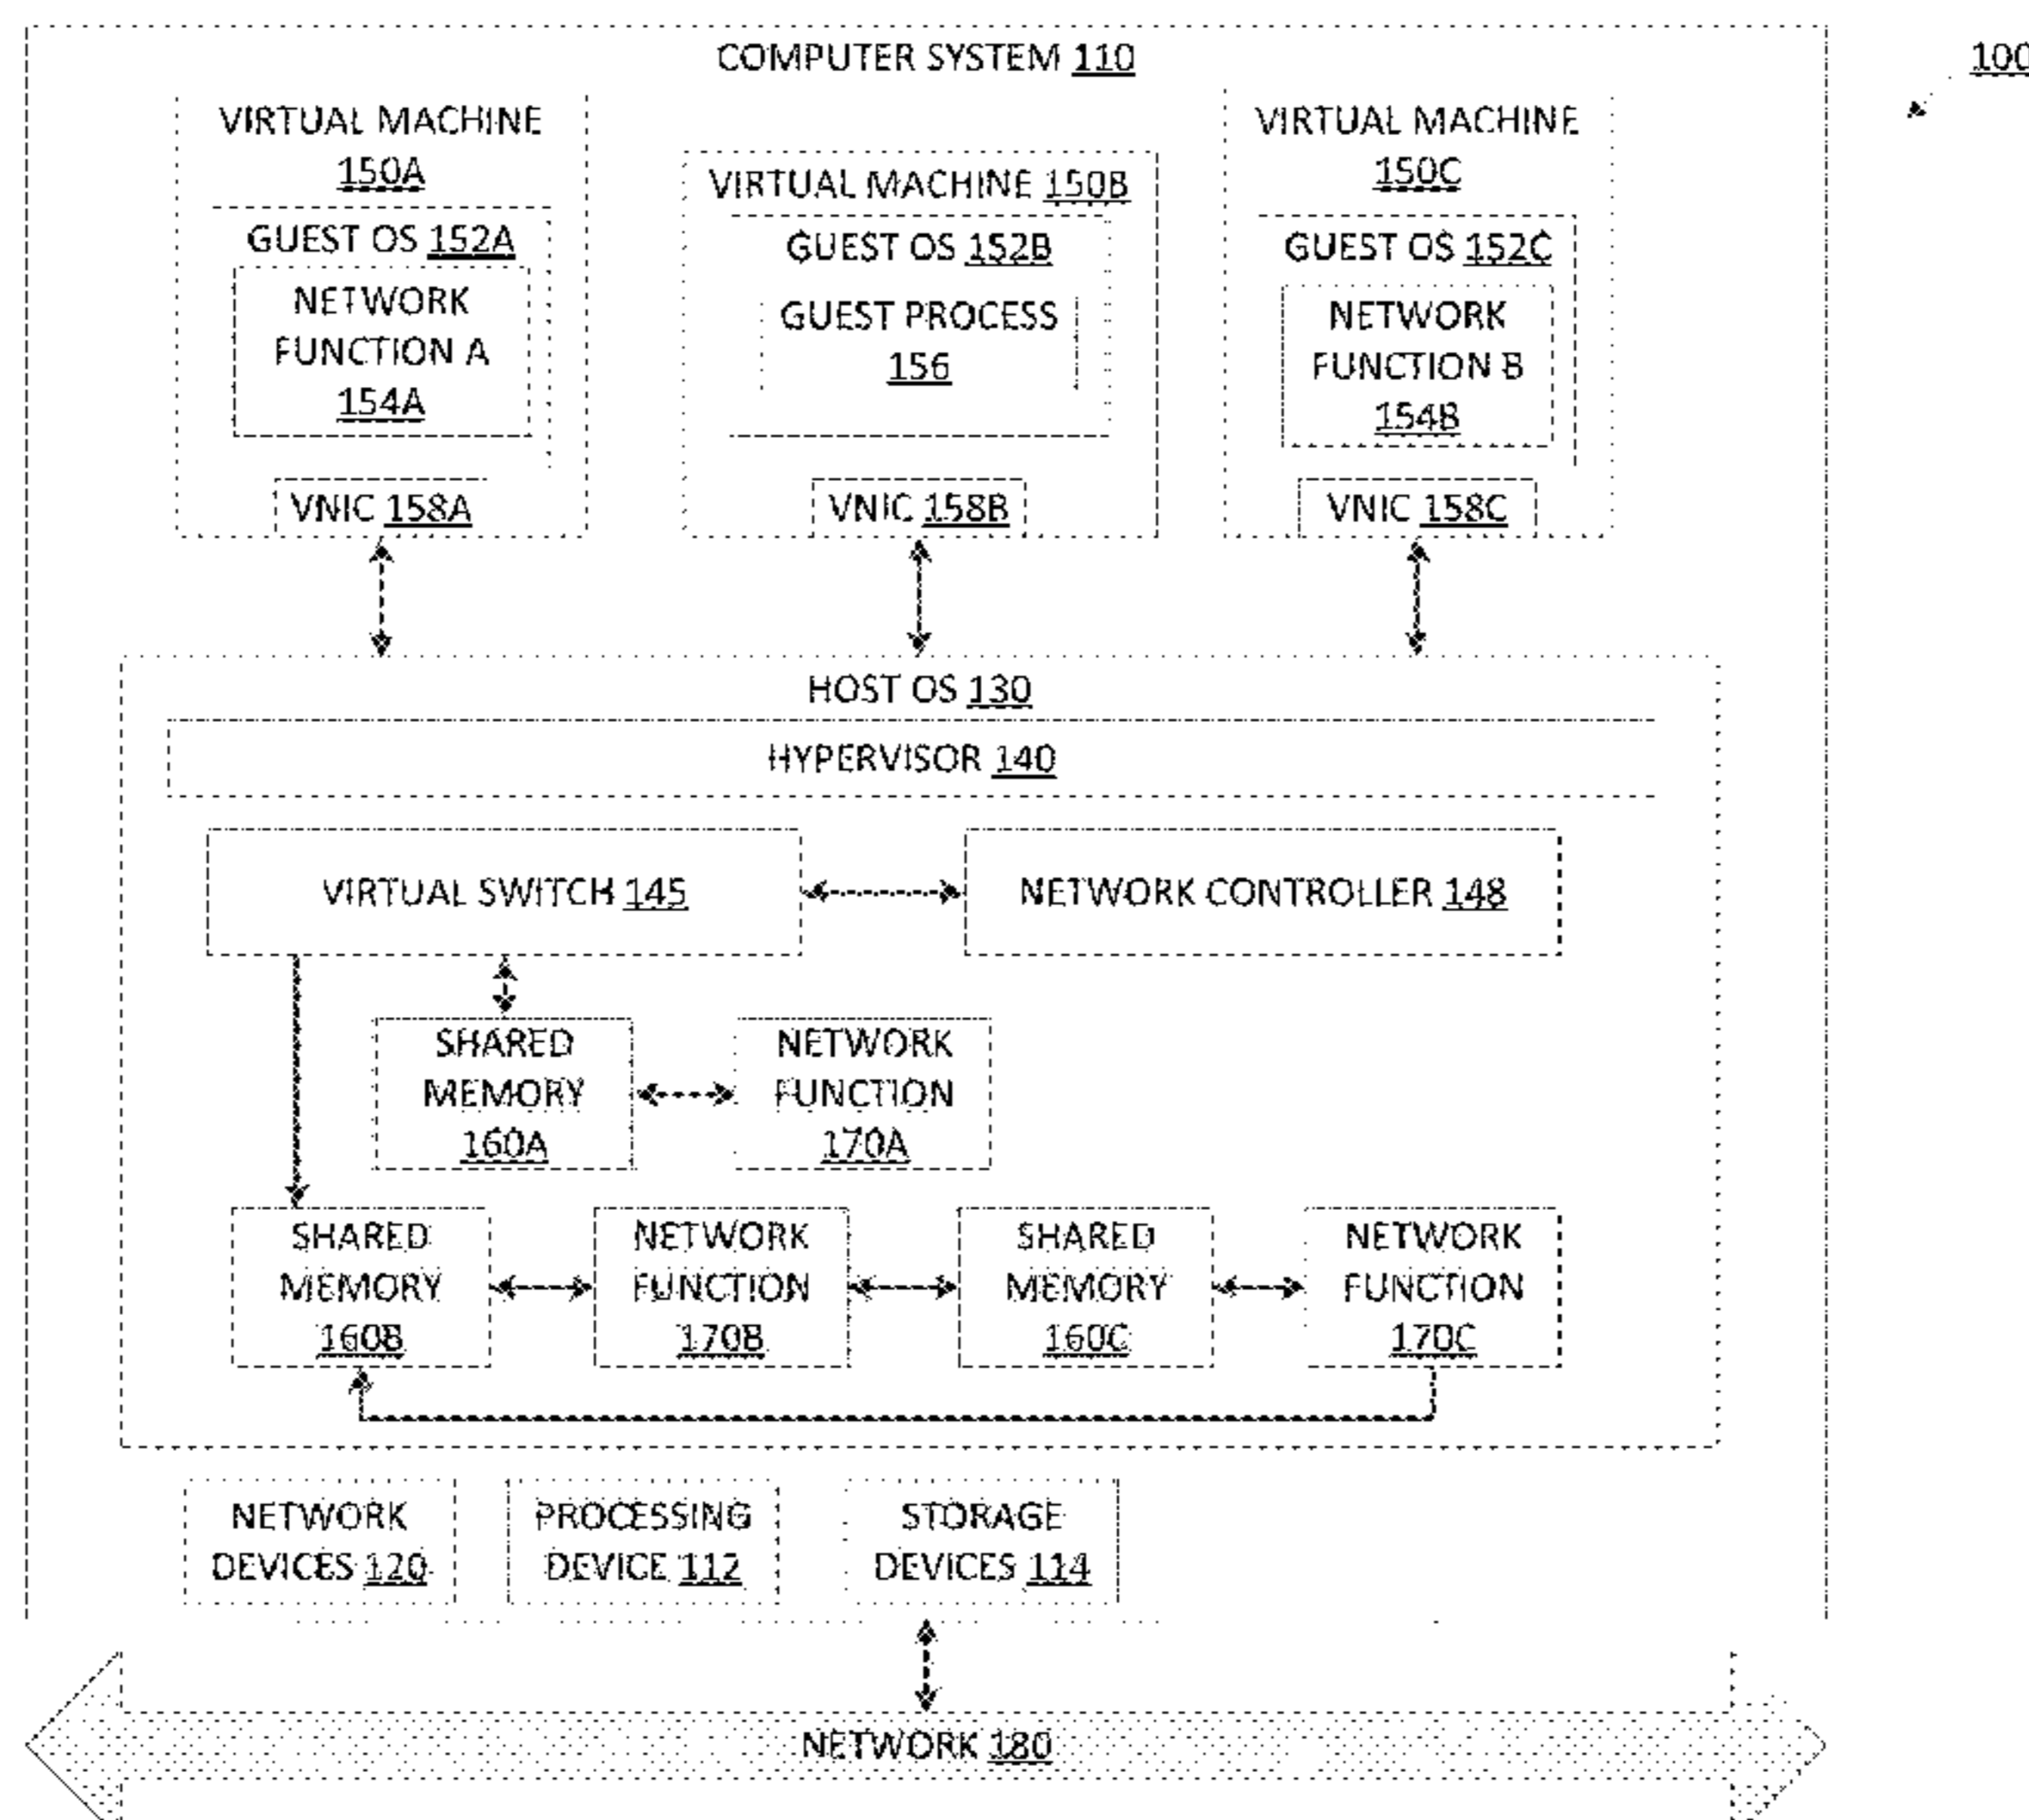 COMPUTER SYSTEM 110
100
VIRTUAL MACHINE
150A
GUEST OS 152A
NETWORK
FUNCTION A
154A
VNIC 158A
VIRTUAL MACHINE 150B
GUEST OS 152B
GUEST PROCESS
156
VNIC 158B
VIRTUAL MACHINE
150C
GUEST OS 152C
NETWORK
FUNCTION B
154B
VNIC 158C
HOST OS 130
HYPERVISOR 140
VIRTUAL SWITCH 145
NETWORK CONTROLLER 148
SHARED
MEMORY
160A
NETWORK
FUNCTION
170A
SHARED
MEMORY
160B
NETWORK
FUNCTION
170B
SHARED
MEMORY
160C
NETWORK
FUNCTION
170C
NETWORK
DEVICES 120
PROCESSING
DEVICE 112
STORAGE
DEVICES 114
NETWORK 180